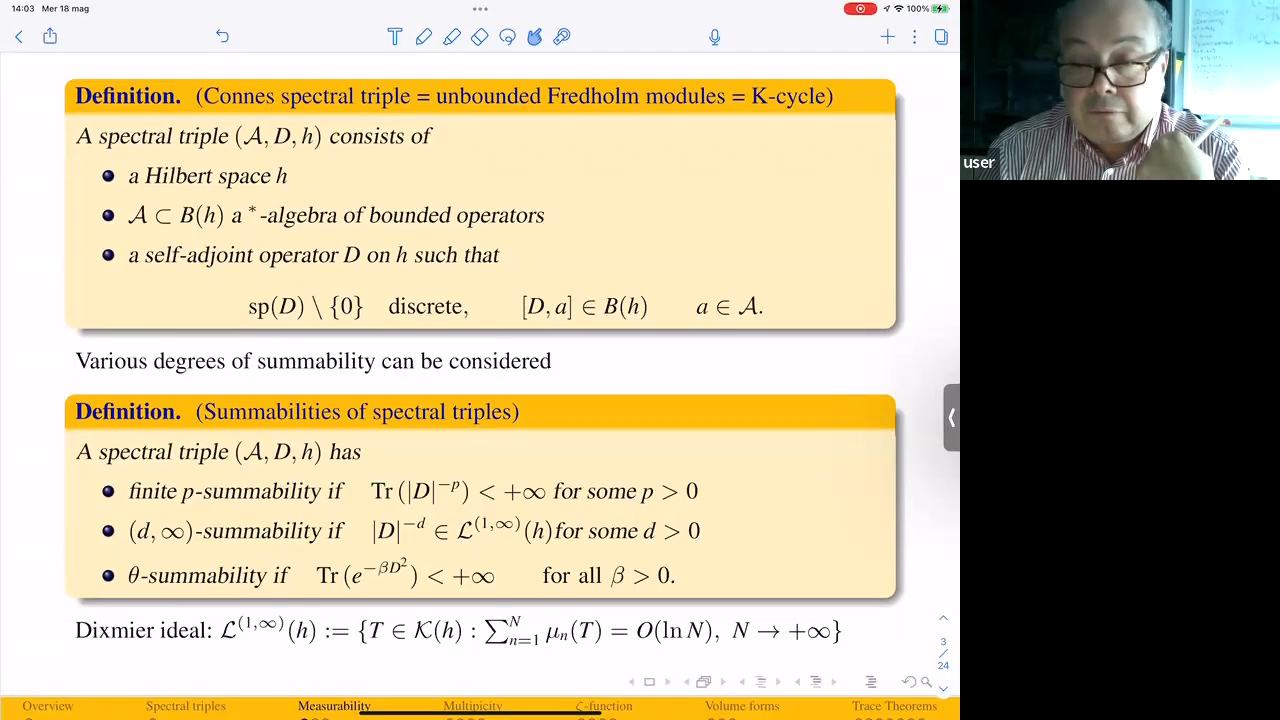 14:03 Mer 18 mag
100%
Definition. (Connes spectral triple = unbounded Fredholm modules = K-cycle)
A spectral triple (𝒜, D, h) consists of
• a Hilbert space h
• 𝒜 ⊂ B(h) a *-algebra of bounded operators
• a self-adjoint operator D on h such that
sp(D) \ {0} discrete, [D, a] ∈ B(h) a ∈ 𝒜.
Various degrees of summability can be considered
Definition. (Summabilities of spectral triples)
A spectral triple (𝒜, D, h) has
• finite p-summability if Tr (|D|⁻ᵖ) < +∞ for some p > 0
• (d, ∞)-summability if |D|⁻ᵈ ∈ ℒ^(1,∞)(h)for some d > 0
• θ-summability if Tr (e^{−βD²}) < +∞ for all β > 0.
Dixmier ideal: ℒ^(1,∞)(h) := {T ∈ 𝒦(h) : ∑_{n=1}^{N} μₙ(T) = O(ln N), N → +∞}
3
/
24
Overview Spectral triples Measurability Multipicity ζ-function Volume forms Trace Theorems
user